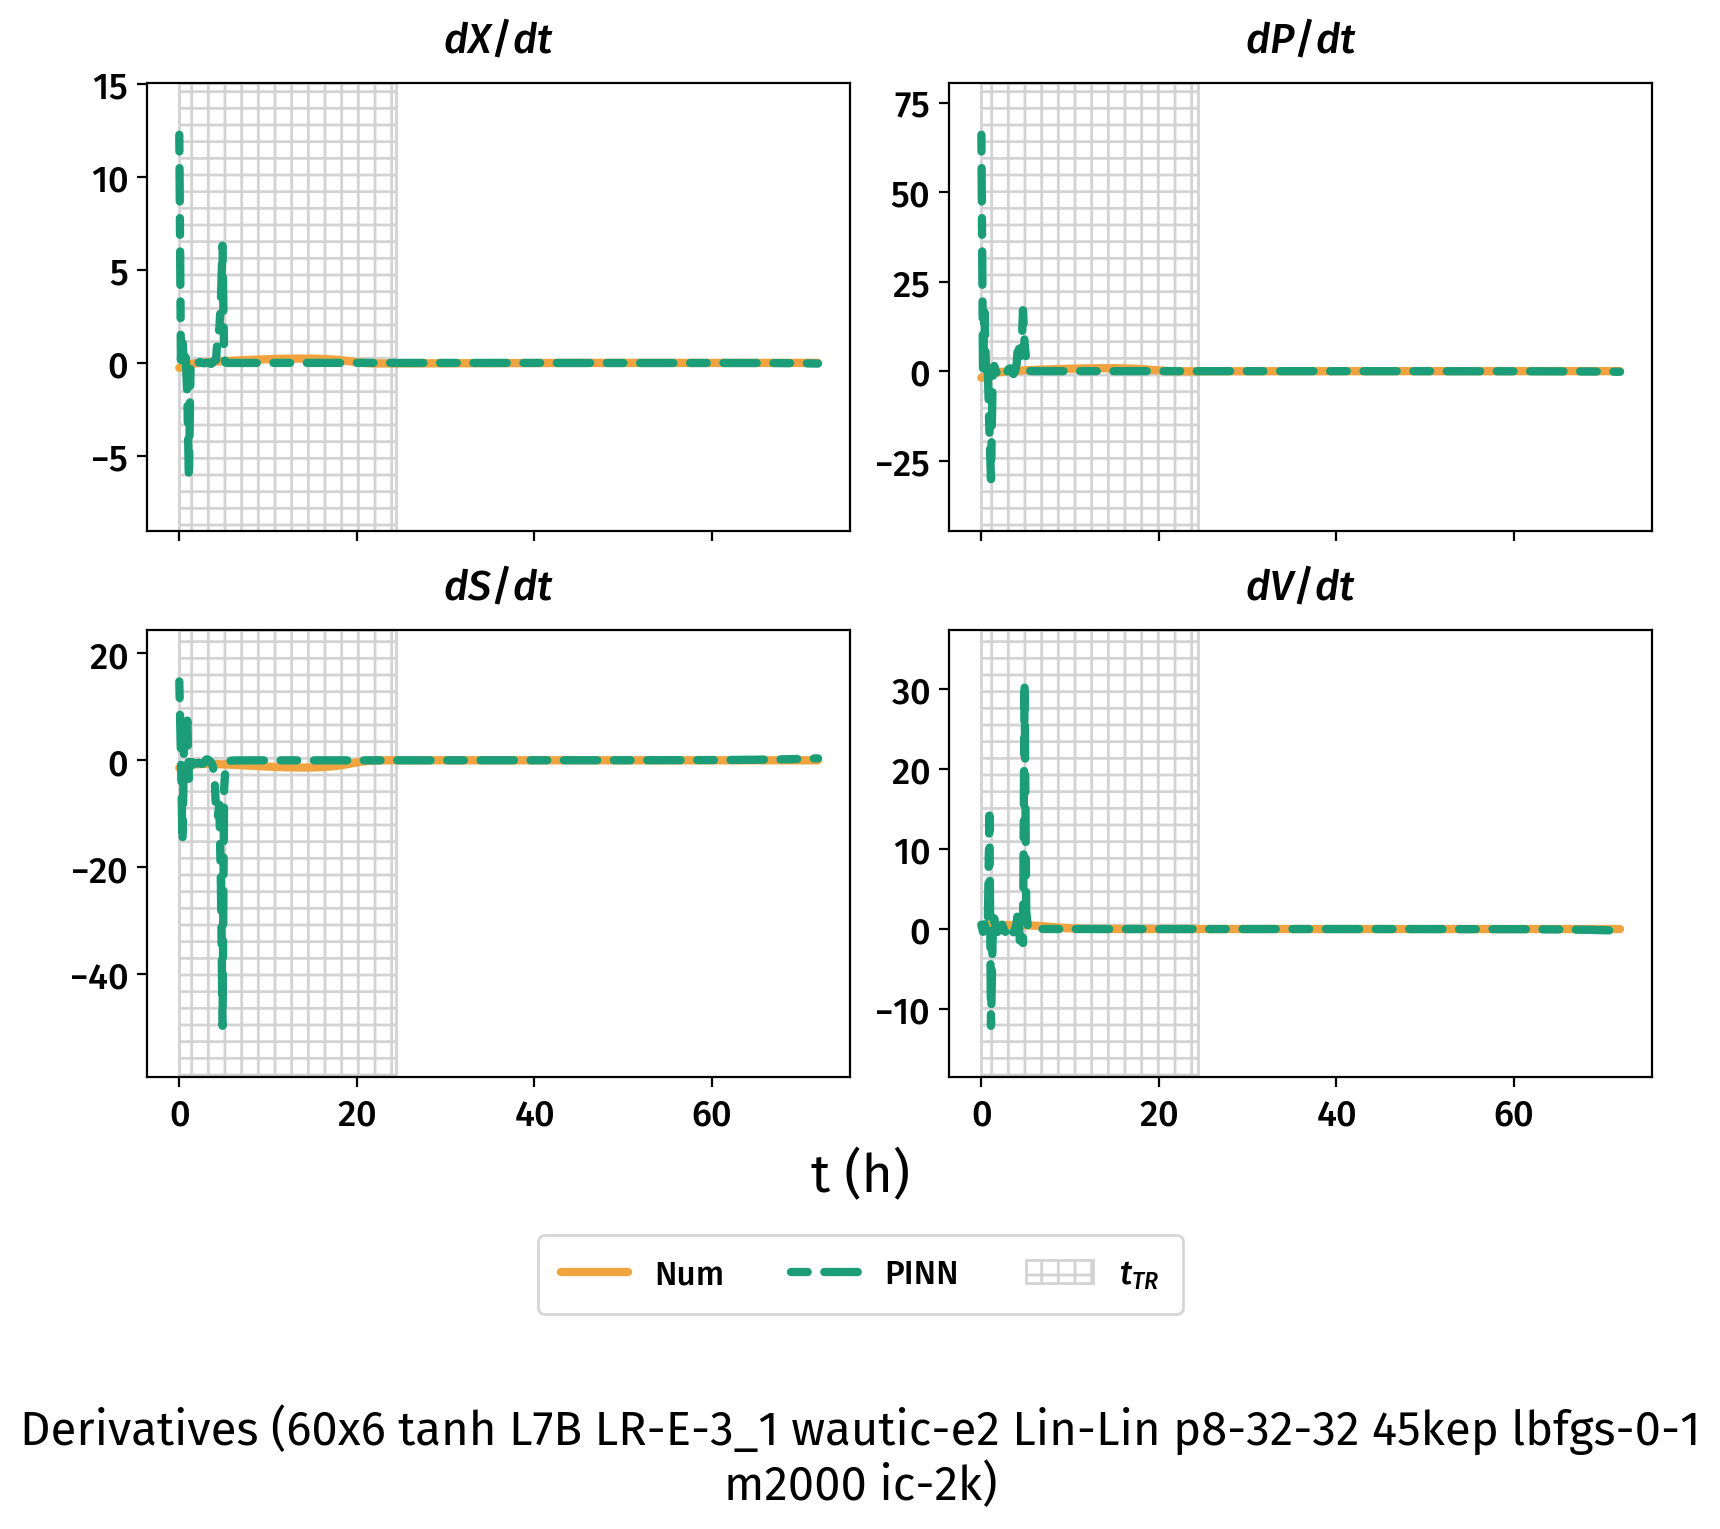 dX/dt
dP/dt
15
10
5
0
−5
75
50
25
0
−25
dS/dt
dV/dt
20
0
−20
−40
0
20
40
60
30
20
10
0
−10
0
20
40
60
t (h)
Num
PINN
tTR
Derivatives (60x6 tanh L7B LR-E-3_1 wautic-e2 Lin-Lin p8-32-32 45kep lbfgs-0-1
m2000 ic-2k)